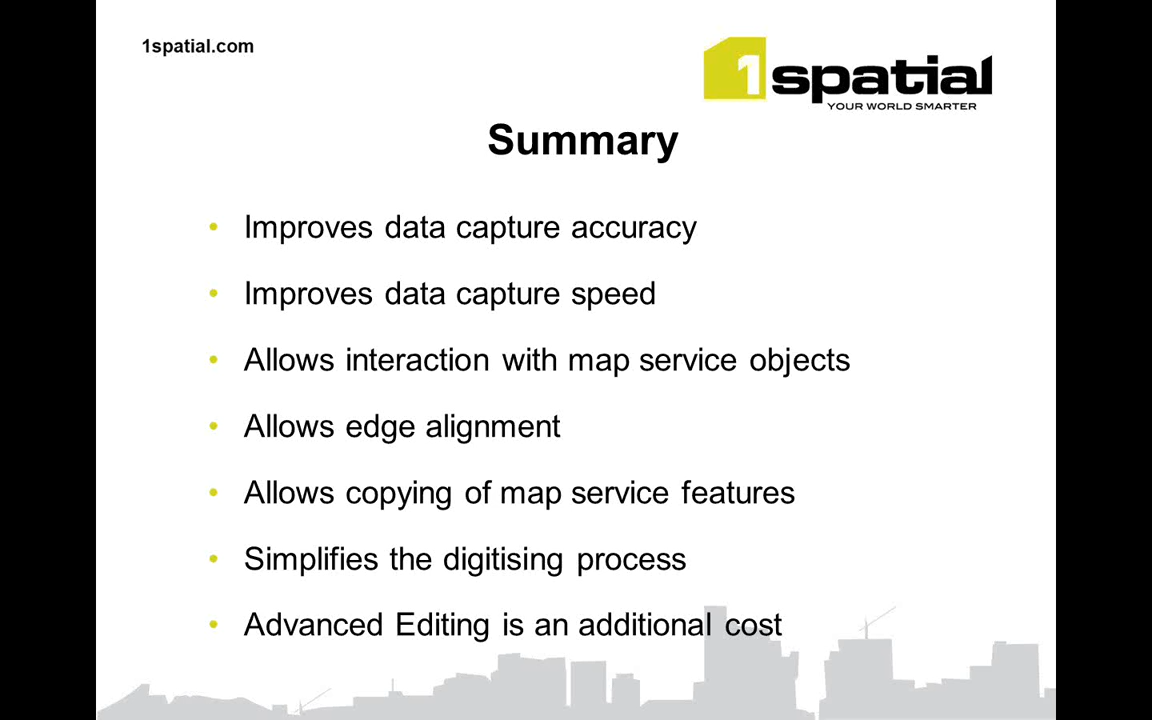 1spatial.com
1spatial
YOUR WORLD SMARTER
Summary
• Improves data capture accuracy
• Improves data capture speed
• Allows interaction with map service objects
• Allows edge alignment
• Allows copying of map service features
• Simplifies the digitising process
• Advanced Editing is an additional cost